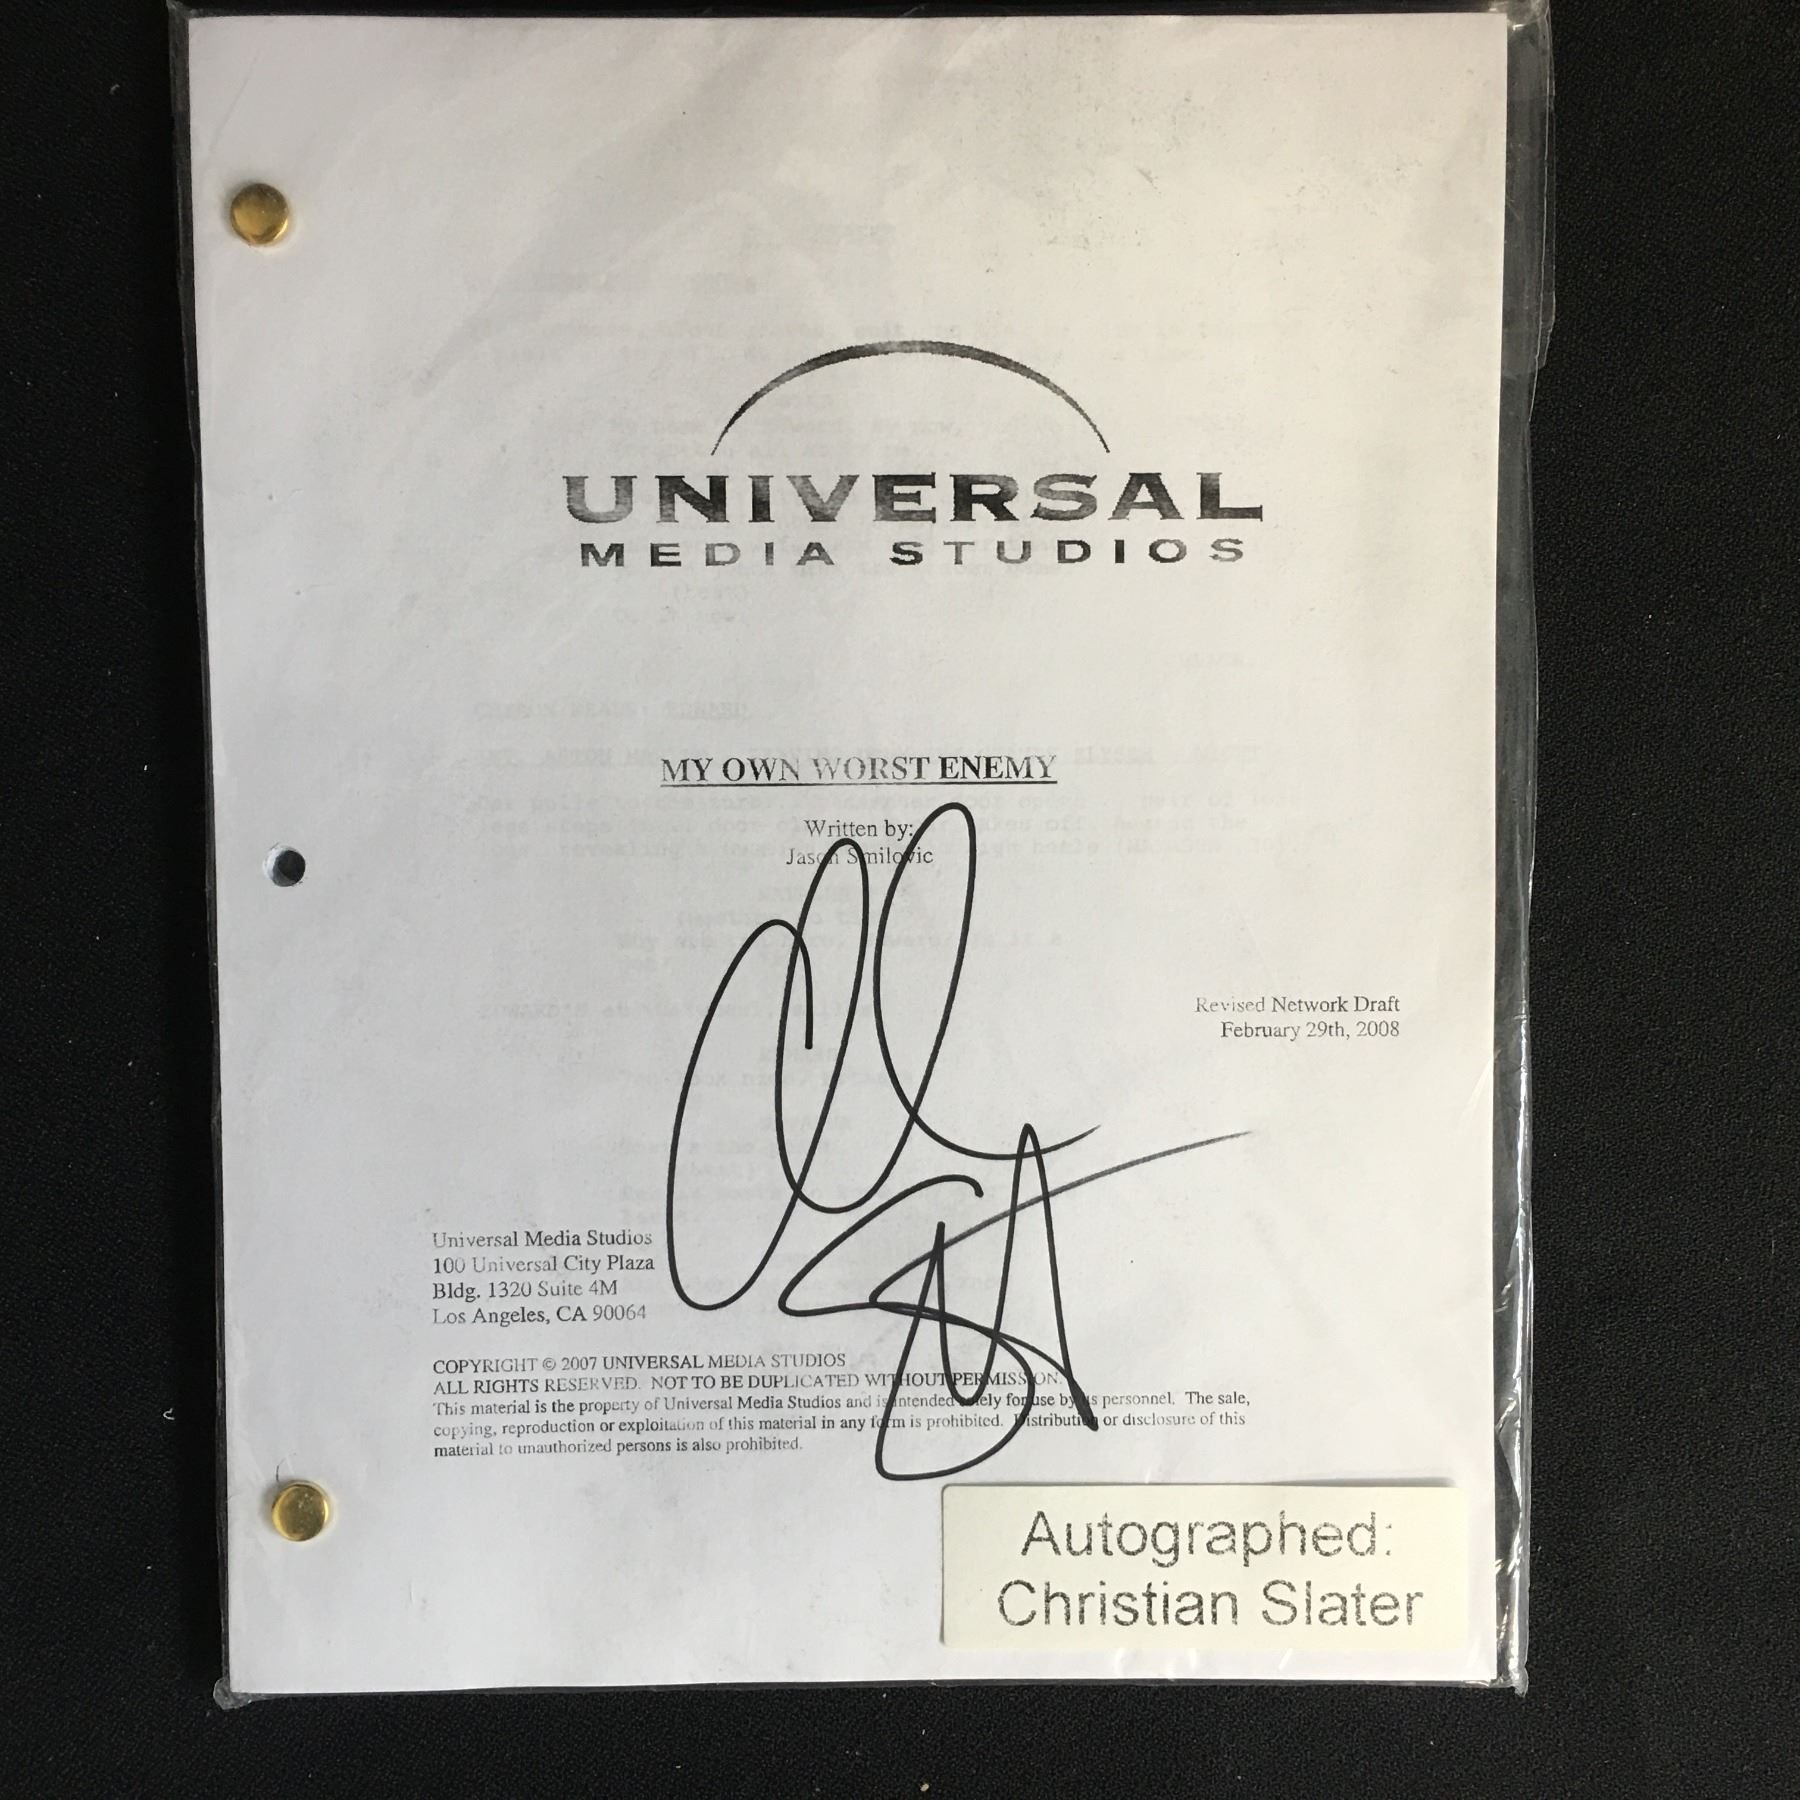 UNIVERSAL
MEDIA STUDIOS
MY OWN WORST ENEMY
Written by:
Jason Smilovic
Revised Network Draft
February 29th, 2008
Universal Media Studios
100 Universal City Plaza
Bldg. 1320 Suite 4M
Los Angeles, CA 90064
COPYRIGHT © 2007 UNIVERSAL MEDIA STUDIOS
ALL RIGHTS RESERVED. NOT TO BE DUPLICATED WITHOUT PERMISSION.
This material is the property of Universal Media Studios and is intended solely for use by its personnel. The sale,
copying, reproduction or exploitation of this material in any form is prohibited. Distribution or disclosure of this
material to unauthorized persons is also prohibited.
Autographed:
Christian Slater